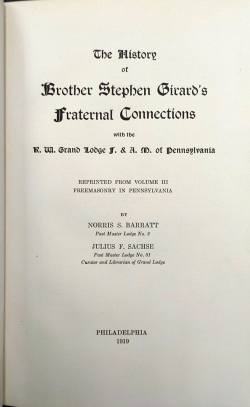 The History
of
Brother Stephen Girard's
Fraternal Connections
with the
R. W. Grand Lodge F. & A. M. of Pennsylvania
REPRINTED FROM VOLUME III
FREEMASONRY IN PENNSYLVANIA
BY
NORRIS S. BARRATT
Past Master Lodge No. 2
JULIUS F. SACHSE
Past Master Lodge No. 91
Curator and Librarian of Grand Lodge
PHILADELPHIA
1919